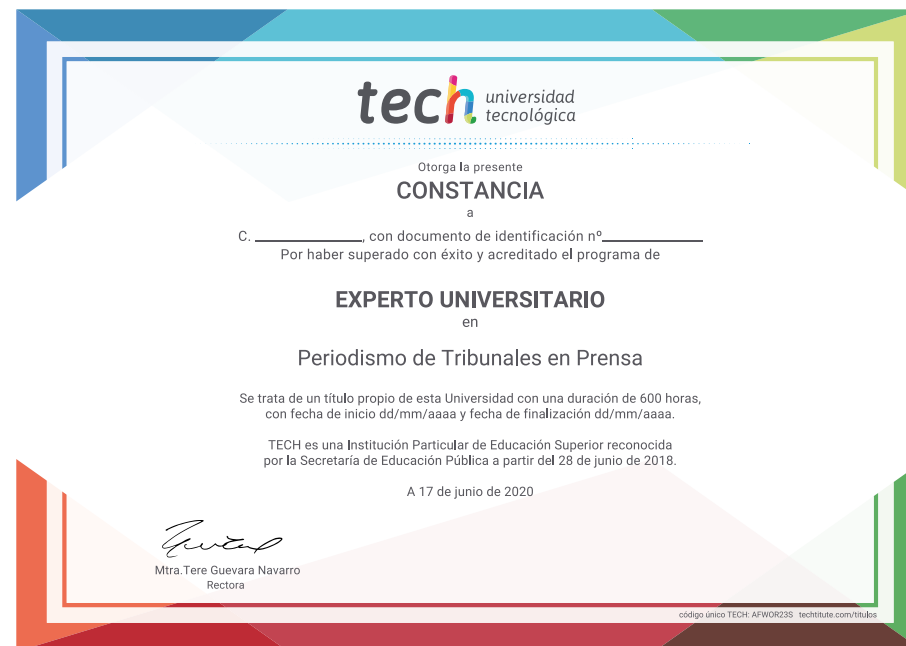 tech universidad
tecnológica
Otorga la presente
CONSTANCIA
a
C. ______________, con documento de identificación nº______________
Por haber superado con éxito y acreditado el programa de
EXPERTO UNIVERSITARIO
en
Periodismo de Tribunales en Prensa
Se trata de un título propio de esta Universidad con una duración de 600 horas,
con fecha de inicio dd/mm/aaaa y fecha de finalización dd/mm/aaaa.
TECH es una Institución Particular de Educación Superior reconocida
por la Secretaría de Educación Pública a partir del 28 de junio de 2018.
A 17 de junio de 2020
Mtra.Tere Guevara Navarro
Rectora
código único TECH: AFWOR23S techtitute.com/titulos